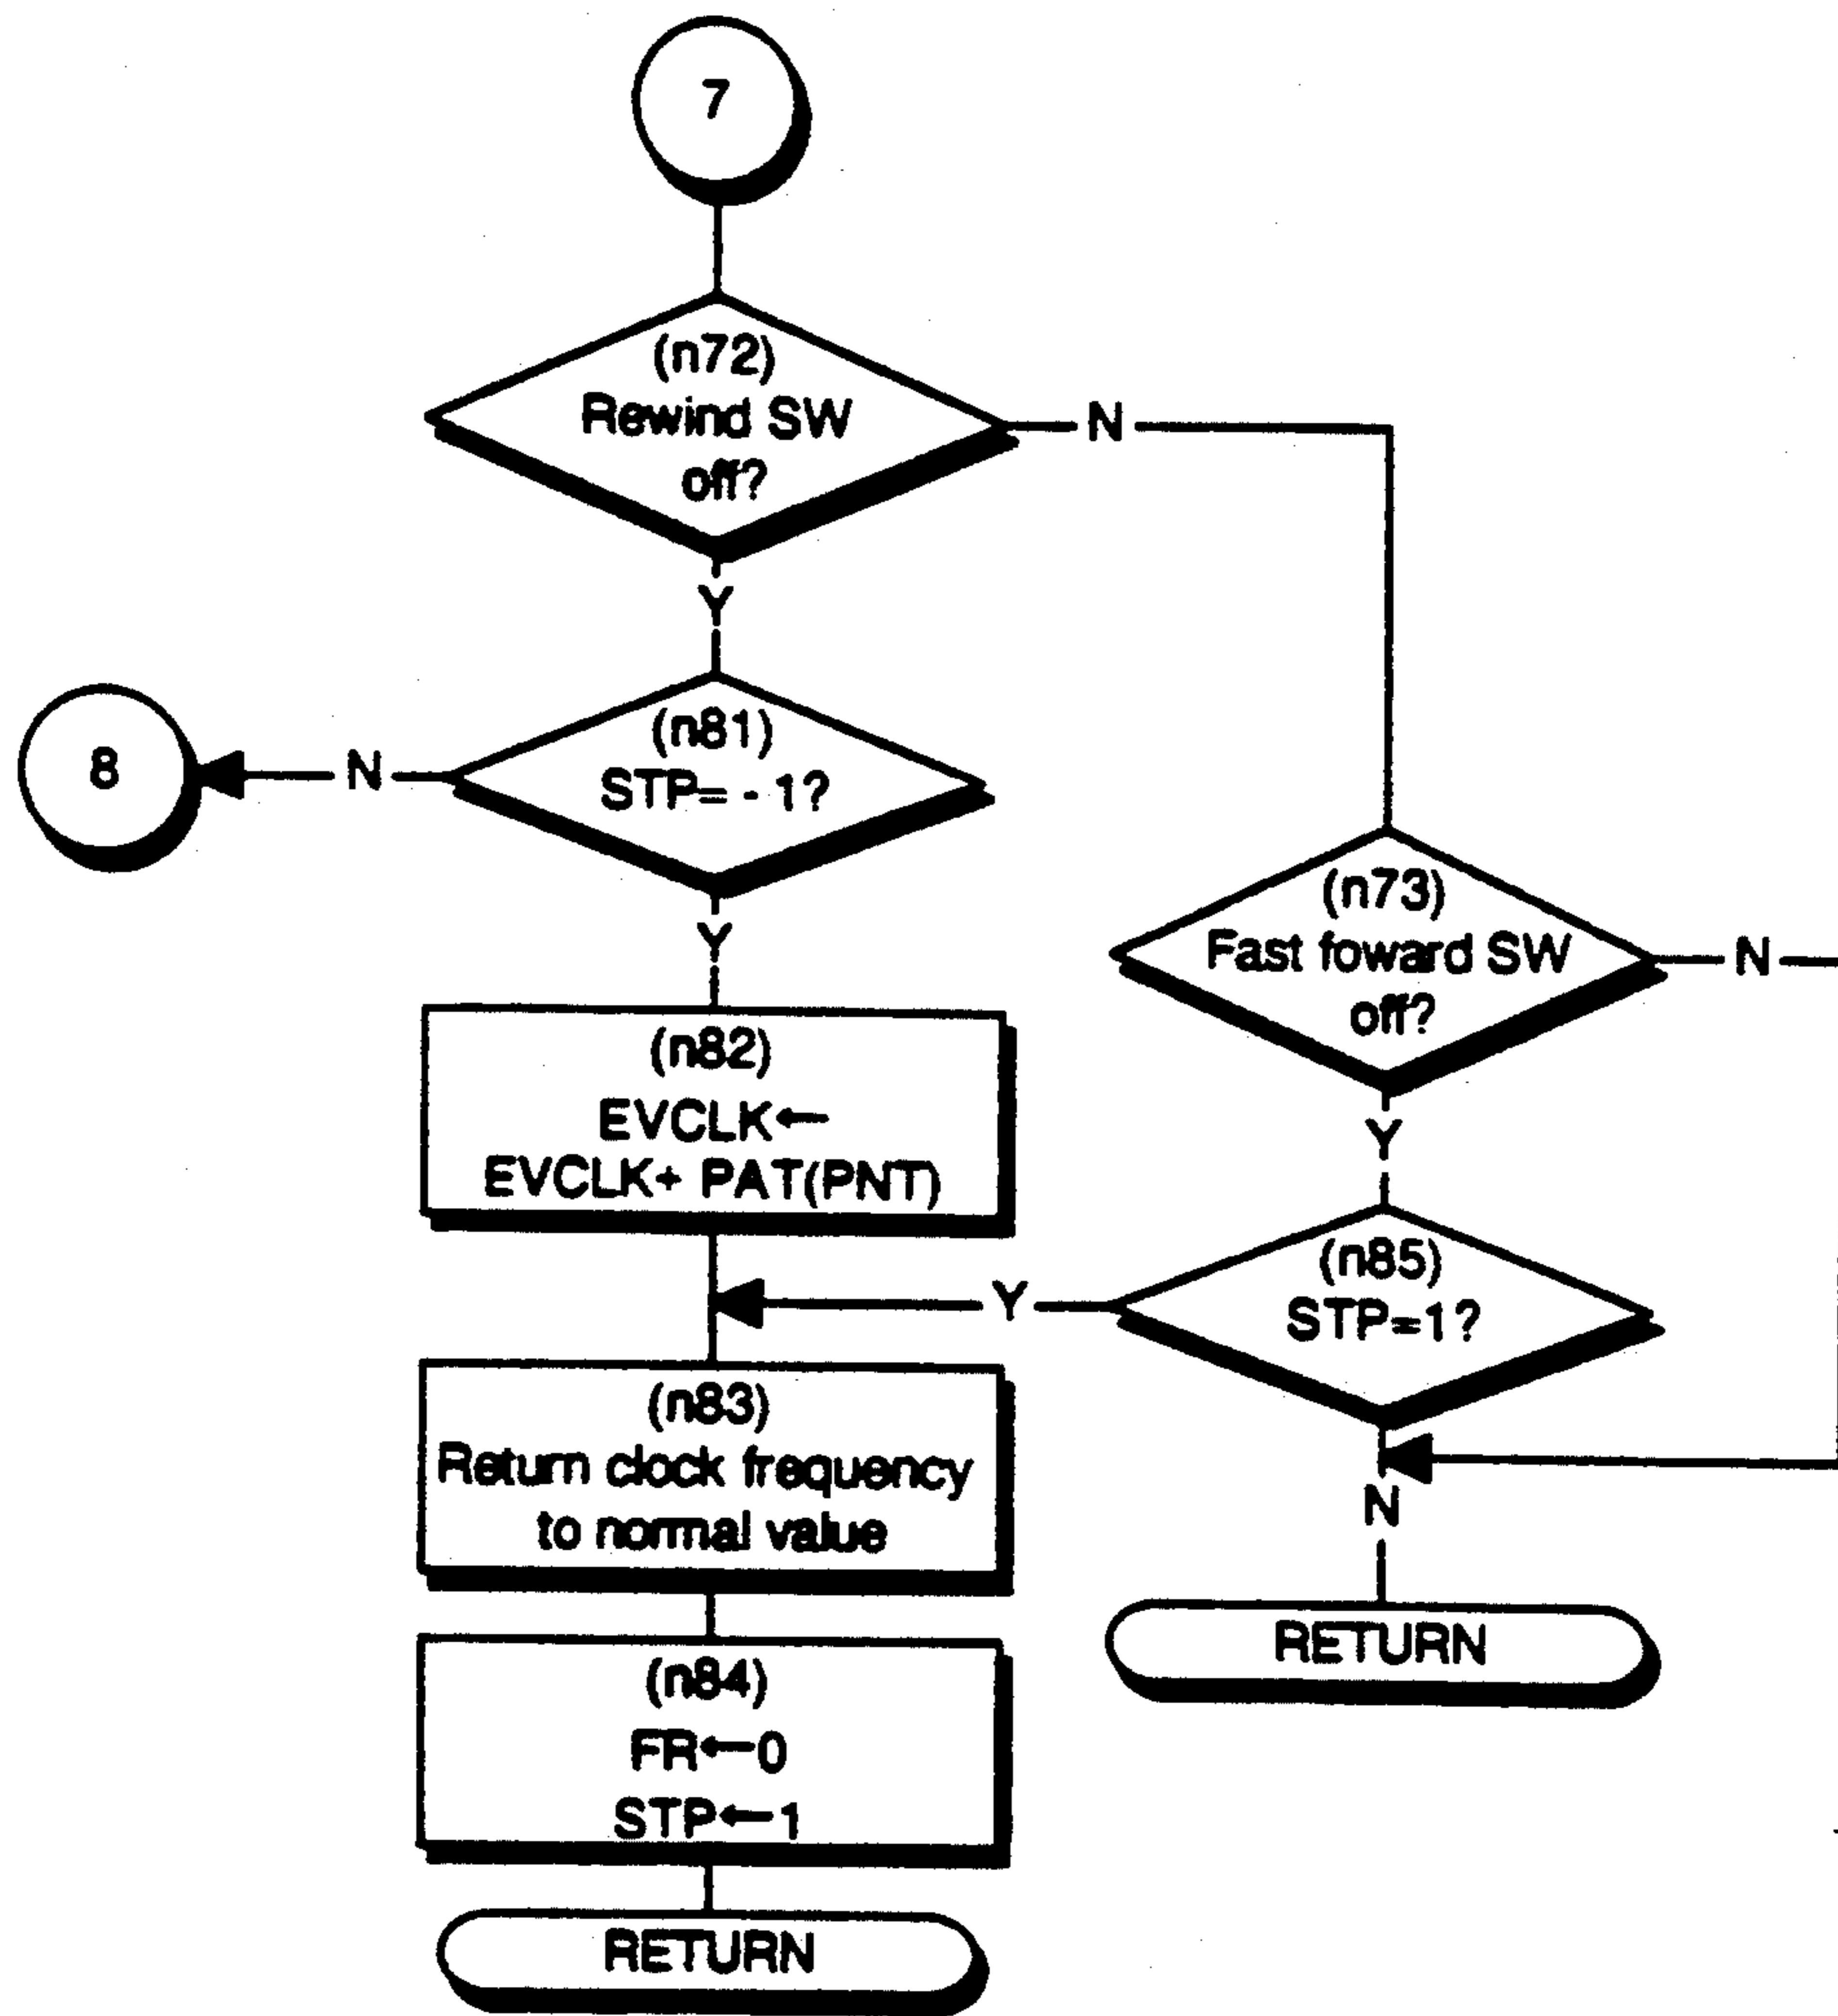 7
(n72)
Rewind SW
off?
N
Y
(n81)
STP= - 1?
N
8
Y
(n73)
Fast foward SW
off?
N
Y
(n82)
EVCLK←
EVCLK+ PAT(PNT)
(n85)
STP=1?
Y
N
(n83)
Return clock frequency
to normal value
RETURN
(n84)
FR←0
STP←1
RETURN